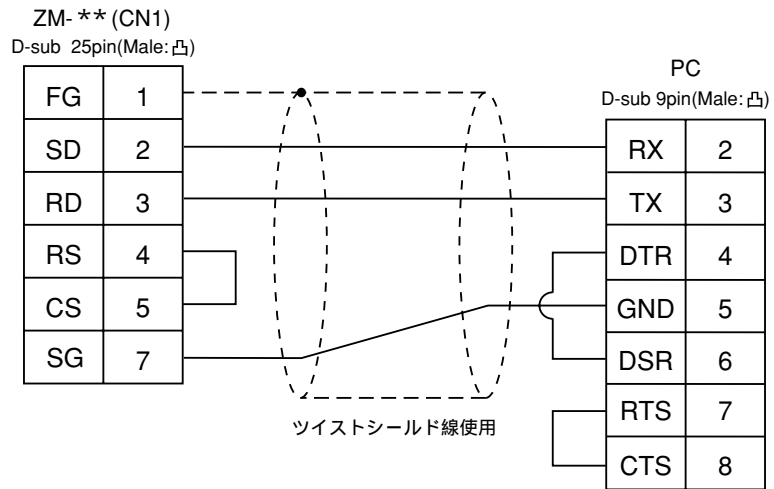 ZM-**(CN1)
D-sub 25pin(Male:凸)
FG 1
SD 2
RD 3
RS 4
CS 5
SG 7
PC
D-sub 9pin(Male:凸)
RX 2
TX 3
DTR 4
GND 5
DSR 6
RTS 7
CTS 8
ツイストシールド線使用